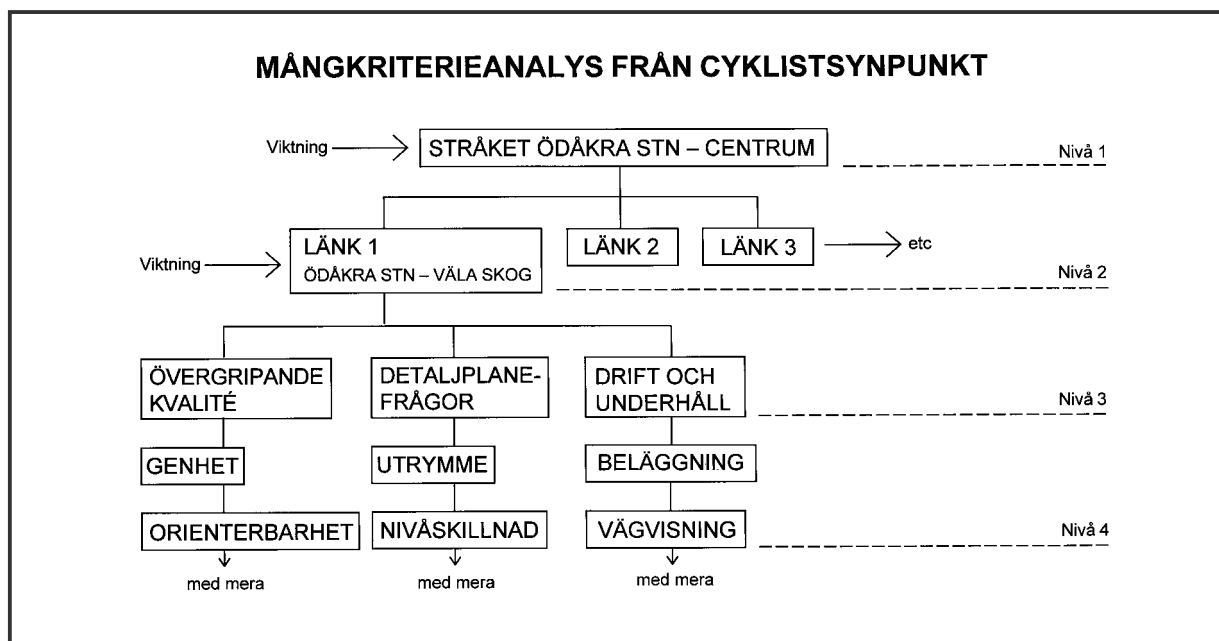 MÅNGKRITERIEANALYS FRÅN CYKLISTSYNPUNKT
Viktning
STRÅKET ÖDÅKRA STN – CENTRUM
Nivå 1
LÄNK 1
ÖDÅKRA STN – VÄLA SKOG
LÄNK 2
LÄNK 3
etc
Viktning
Nivå 2
ÖVERGRIPANDE
KVALITÉ
DETALJPLANE-
FRÅGOR
DRIFT OCH
UNDERHÅLL
Nivå 3
GENHET
UTRYMME
BELÄGGNING
ORIENTERBARHET
NIVÅSKILLNAD
VÄGVISNING
Nivå 4
med mera
med mera
med mera